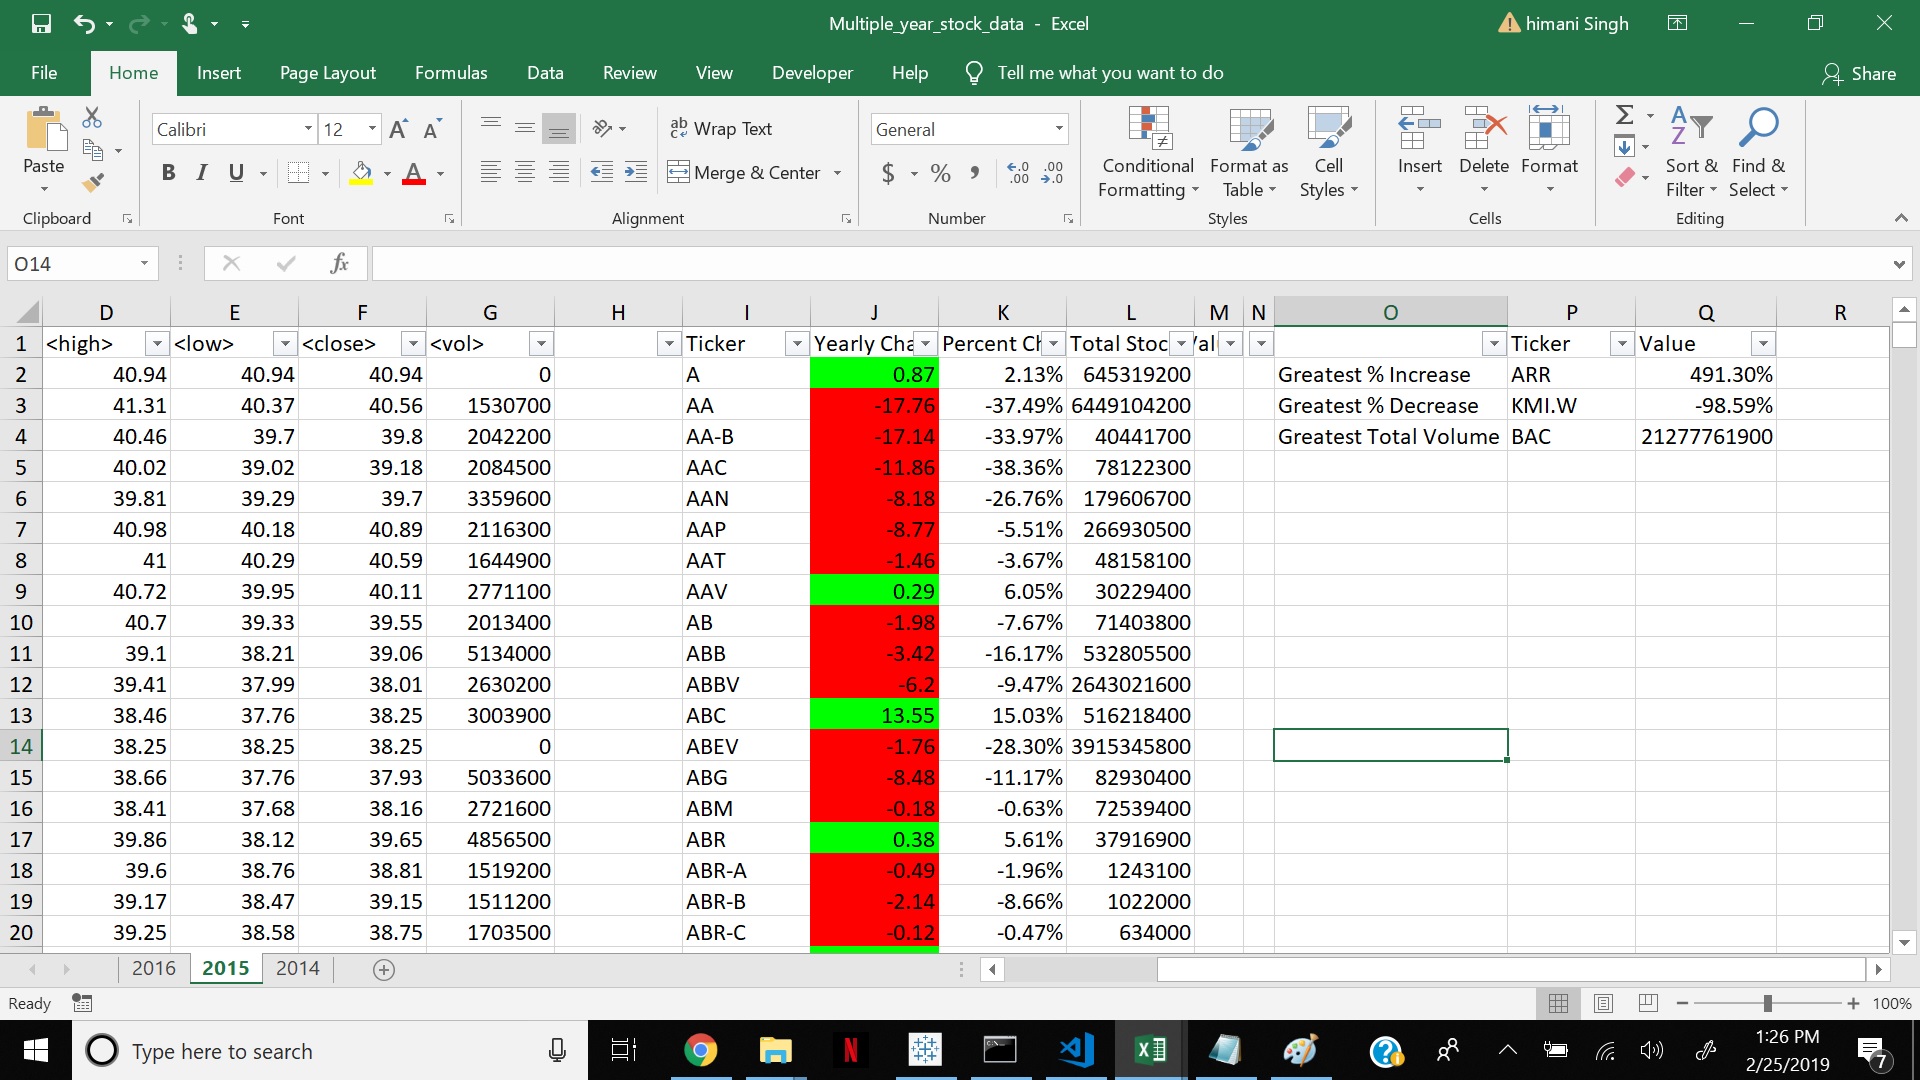 Multiple_year_stock_data - Excel
himani Singh
File Home Insert Page Layout Formulas Data Review View Developer Help Tell me what you want to do Share
Paste
Calibri 12 A A
B I U A
ab Wrap Text
Merge & Center
General
$ % , .0 .00 .00 .0
Conditional Formatting
Format as Table
Cell Styles
Insert Delete Format
Sort & Filter
Find & Select
Clipboard Font Alignment Number Styles Cells Editing
O14 fx
D E F G H I J K L M N O P Q R
1 <high> <low> <close> <vol> Ticker Yearly Cha Percent Ch Total Stoc Val Ticker Value
2 40.94 40.94 40.94 0 A 0.87 2.13% 645319200 Greatest % Increase ARR 491.30%
3 41.31 40.37 40.56 1530700 AA -17.76 -37.49% 6449104200 Greatest % Decrease KMI.W -98.59%
4 40.46 39.7 39.8 2042200 AA-B -17.14 -33.97% 40441700 Greatest Total Volume BAC 21277761900
5 40.02 39.02 39.18 2084500 AAC -11.86 -38.36% 78122300
6 39.81 39.29 39.7 3359600 AAN -8.18 -26.76% 179606700
7 40.98 40.18 40.89 2116300 AAP -8.77 -5.51% 266930500
8 41 40.29 40.59 1644900 AAT -1.46 -3.67% 48158100
9 40.72 39.95 40.11 2771100 AAV 0.29 6.05% 30229400
10 40.7 39.33 39.55 2013400 AB -1.98 -7.67% 71403800
11 39.1 38.21 39.06 5134000 ABB -3.42 -16.17% 532805500
12 39.41 37.99 38.01 2630200 ABBV -6.2 -9.47% 2643021600
13 38.46 37.76 38.25 3003900 ABC 13.55 15.03% 516218400
14 38.25 38.25 38.25 0 ABEV -1.76 -28.30% 3915345800
15 38.66 37.76 37.93 5033600 ABG -8.48 -11.17% 82930400
16 38.41 37.68 38.16 2721600 ABM -0.18 -0.63% 72539400
17 39.86 38.12 39.65 4856500 ABR 0.38 5.61% 37916900
18 39.6 38.76 38.81 1519200 ABR-A -0.49 -1.96% 1243100
19 39.17 38.47 39.15 1511200 ABR-B -2.14 -8.66% 1022000
20 39.25 38.58 38.75 1703500 ABR-C -0.12 -0.47% 634000
2016 2015 2014
Ready 100%
Type here to search
1:26 PM
2/25/2019
7